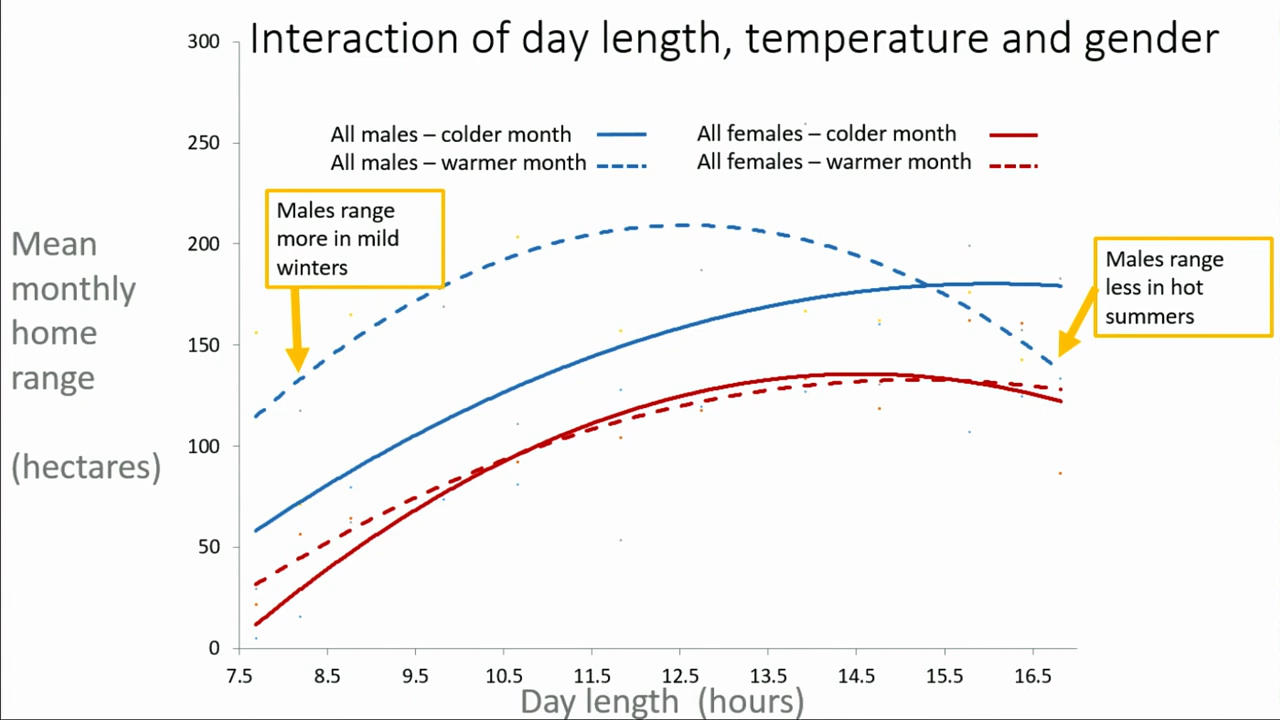 Interaction of day length, temperature and gender
300
250
200
150
100
50
0
All males – colder month
All females – colder month
All males – warmer month
All females – warmer month
Males range
more in mild
winters
Males range
less in hot
summers
Mean
monthly
home
range
(hectares)
7.5 8.5 9.5 10.5 11.5 12.5 13.5 14.5 15.5 16.5
Day length (hours)